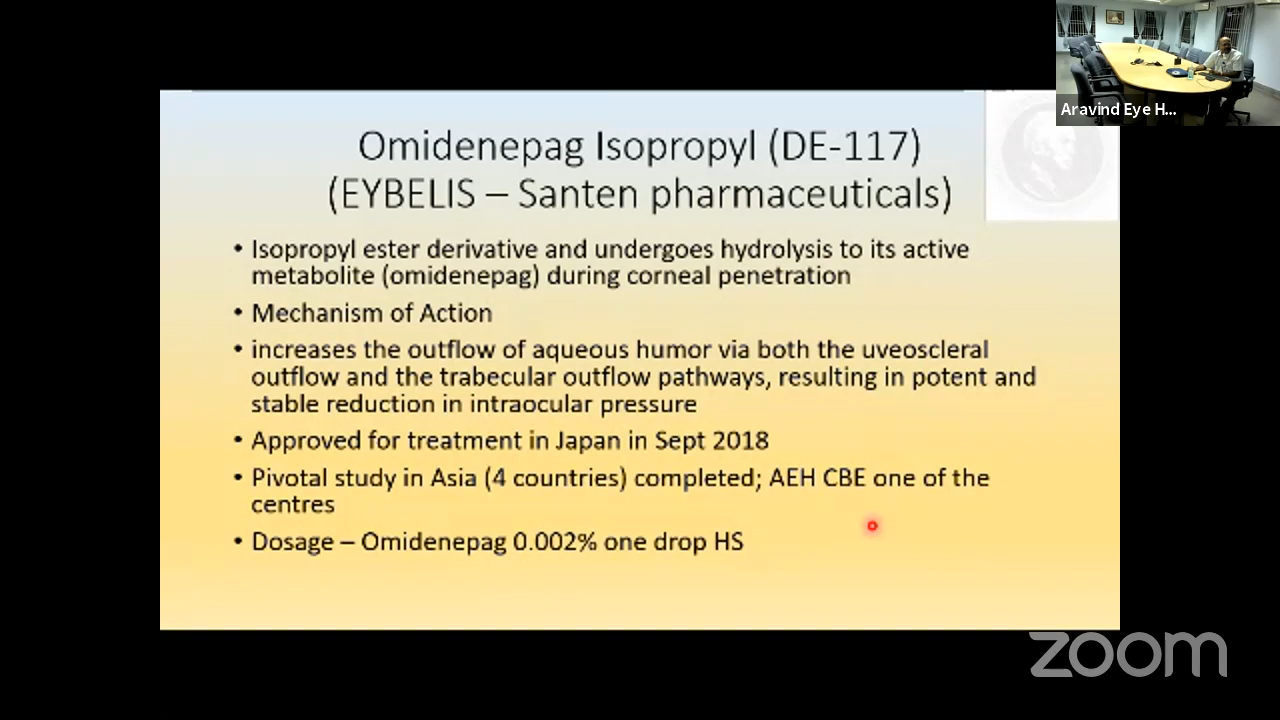 Aravind Eye H...
Omidenepag Isopropyl (DE-117)
(EYBELIS – Santen pharmaceuticals)
• Isopropyl ester derivative and undergoes hydrolysis to its active
metabolite (omidenepag) during corneal penetration
• Mechanism of Action
• increases the outflow of aqueous humor via both the uveoscleral
outflow and the trabecular outflow pathways, resulting in potent and
stable reduction in intraocular pressure
• Approved for treatment in Japan in Sept 2018
• Pivotal study in Asia (4 countries) completed; AEH CBE one of the
centres
• Dosage – Omidenepag 0.002% one drop HS
zoom